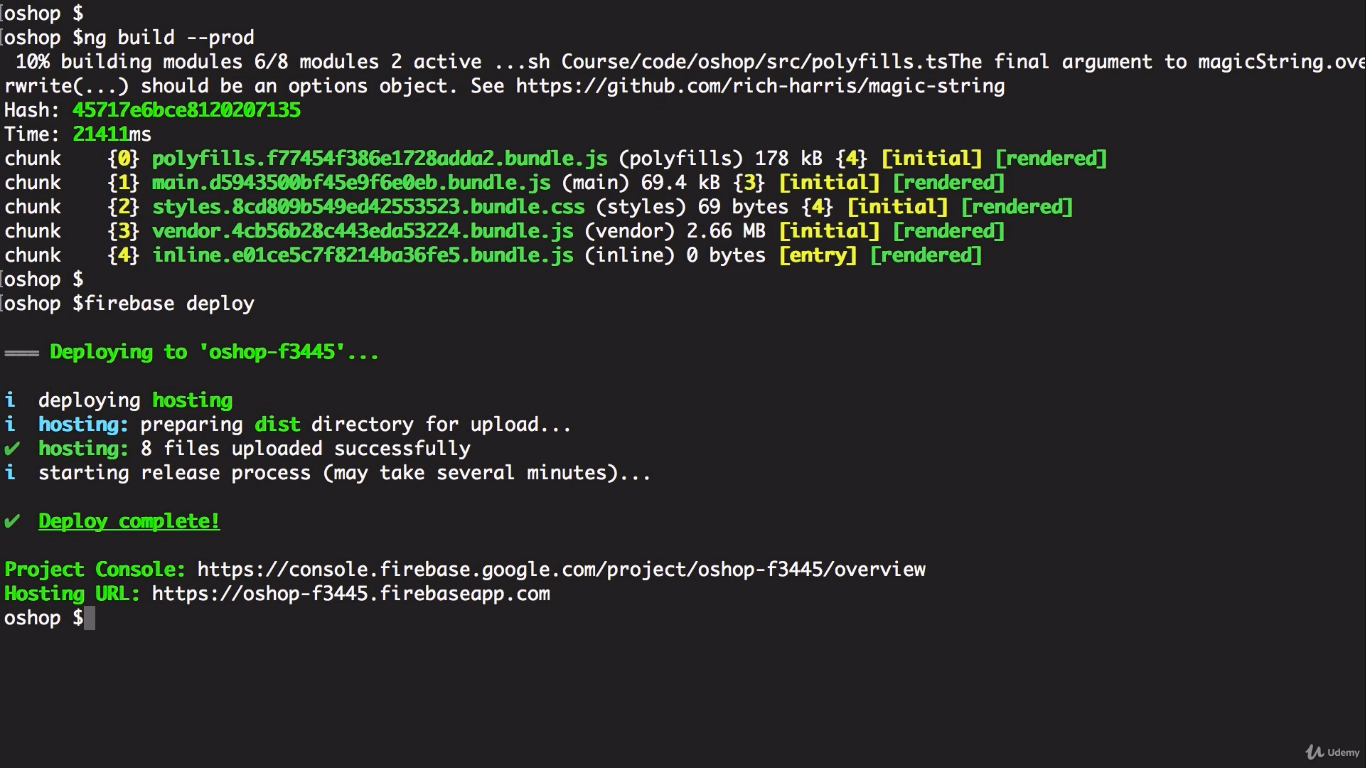 oshop $
oshop $ng build --prod
10% building modules 6/8 modules 2 active ...sh Course/code/oshop/src/polyfills.tsThe final argument to magicString.ove
rwrite(...) should be an options object. See https://github.com/rich-harris/magic-string
Hash: 45717e6bce8120207135
Time: 21411ms
chunk {0} polyfills.f77454f386e1728adda2.bundle.js (polyfills) 178 kB {4} [initial] [rendered]
chunk {1} main.d5943500bf45e9f6e0eb.bundle.js (main) 69.4 kB {3} [initial] [rendered]
chunk {2} styles.8cd809b549ed42553523.bundle.css (styles) 69 bytes {4} [initial] [rendered]
chunk {3} vendor.4cb56b28c443eda53224.bundle.js (vendor) 2.66 MB [initial] [rendered]
chunk {4} inline.e01ce5c7f8214ba36fe5.bundle.js (inline) 0 bytes [entry] [rendered]
oshop $
oshop $firebase deploy
=== Deploying to 'oshop-f3445'...
i deploying hosting
i hosting: preparing dist directory for upload...
✔ hosting: 8 files uploaded successfully
i starting release process (may take several minutes)...
✔ Deploy complete!
Project Console: https://console.firebase.google.com/project/oshop-f3445/overview
Hosting URL: https://oshop-f3445.firebaseapp.com
oshop $
Udemy